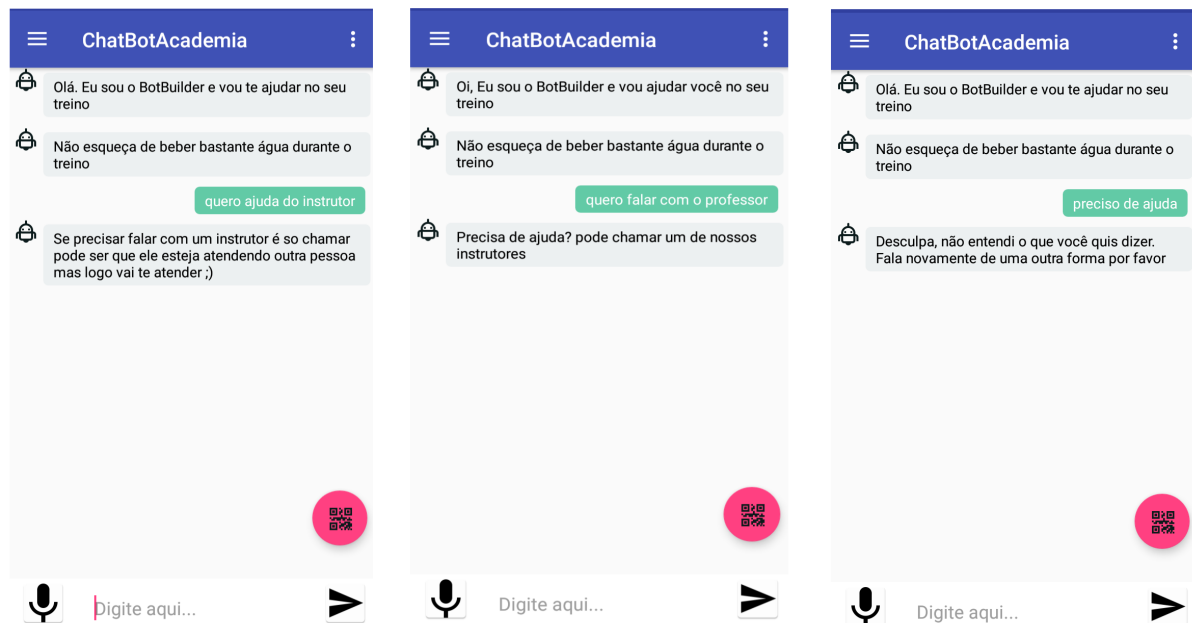 ChatBotAcademia
Olá. Eu sou o BotBuilder e vou te ajudar no seu
treino
Não esqueça de beber bastante água durante o
treino
quero ajuda do instrutor
Se precisar falar com um instrutor é so chamar
pode ser que ele esteja atendendo outra pessoa
mas logo vai te atender ;)
Digite aqui...
ChatBotAcademia
Oi, Eu sou o BotBuilder e vou ajudar você no seu
treino
Não esqueça de beber bastante água durante o
treino
quero falar com o professor
Precisa de ajuda? pode chamar um de nossos
instrutores
Digite aqui...
ChatBotAcademia
Olá. Eu sou o BotBuilder e vou te ajudar no seu
treino
Não esqueça de beber bastante água durante o
treino
preciso de ajuda
Desculpa, não entendi o que você quis dizer.
Fala novamente de uma outra forma por favor
Digite aqui...